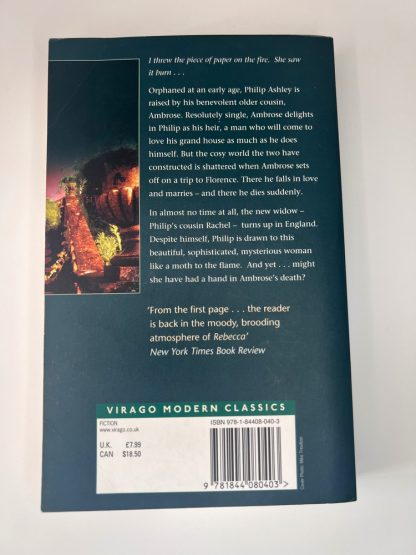 I threw the piece of paper on the fire. She saw
it burn . . .
Orphaned at an early age, Philip Ashley is
raised by his benevolent older cousin,
Ambrose. Resolutely single, Ambrose delights
in Philip as his heir, a man who will come to
love his grand house as much as he does
himself. But the cosy world the two have
constructed is shattered when Ambrose sets
off on a trip to Florence. There he falls in love
and marries – and there he dies suddenly.
In almost no time at all, the new widow –
Philip's cousin Rachel – turns up in England.
Despite himself, Philip is drawn to this
beautiful, sophisticated, mysterious woman
like a moth to the flame. And yet . . . might
she have had a hand in Ambrose's death?
'From the first page . . . the reader
is back in the moody, brooding
atmosphere of Rebecca'
New York Times Book Review
VIRAGO MODERN CLASSICS
FICTION
www.virago.co.uk
U.K. £7.99
CAN $18.50
ISBN 978-1-84408-040-3
9 781844 080403 >